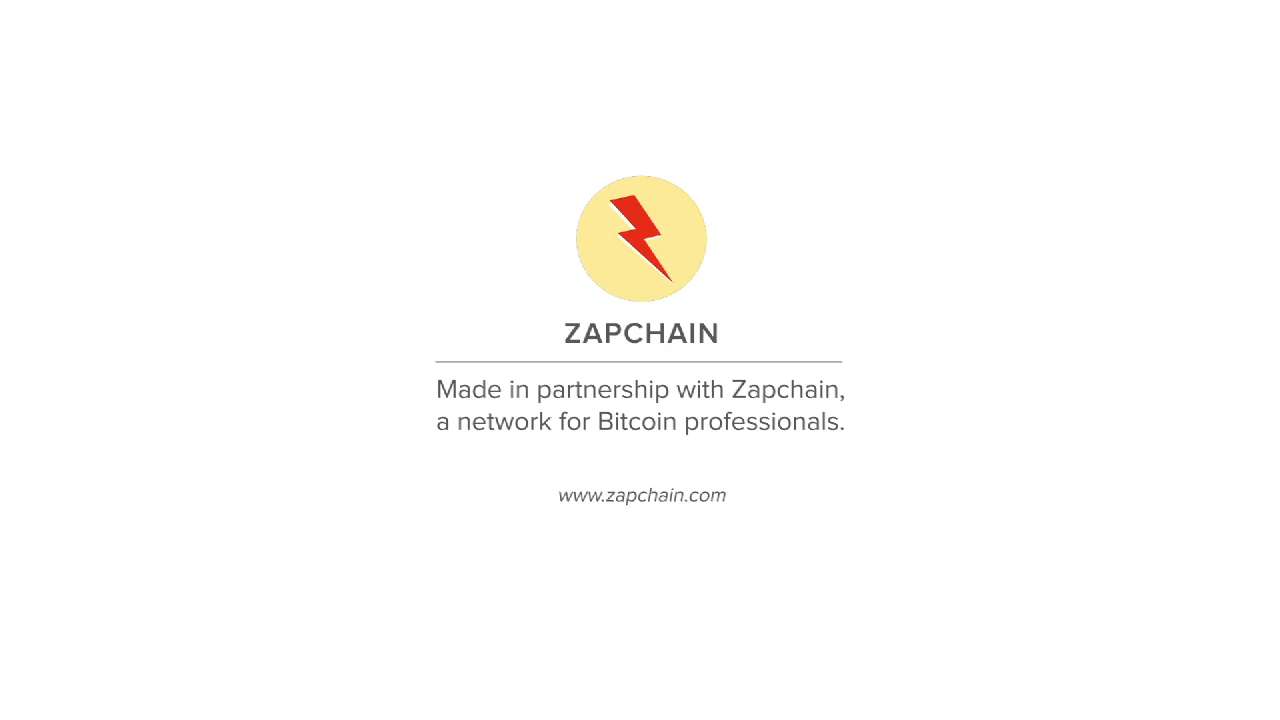 ZAPCHAIN
Made in partnership with Zapchain,
a network for Bitcoin professionals.
www.zapchain.com